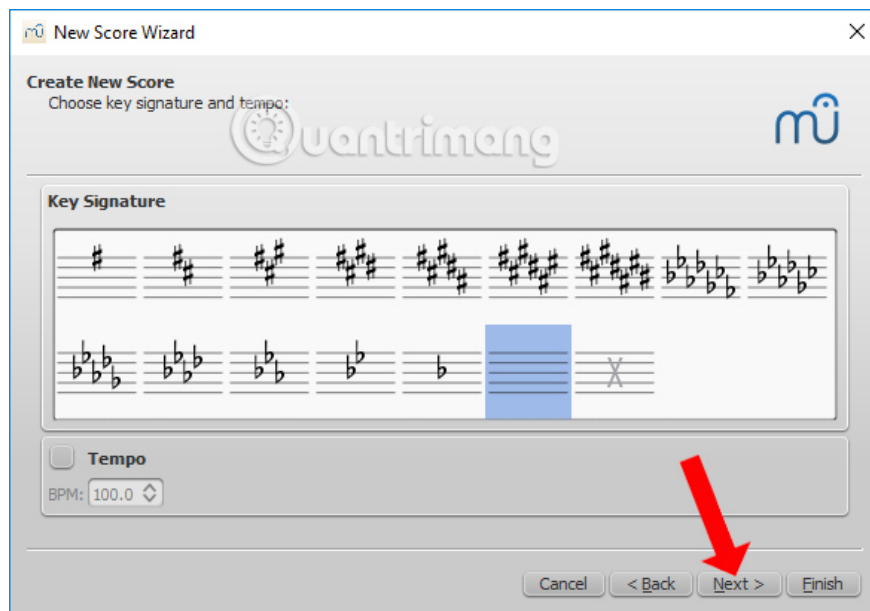 New Score Wizard
Create New Score
Choose key signature and tempo:
Quantrimang
Key Signature
Tempo
BPM: 100.0
Cancel < Back Next > Finish